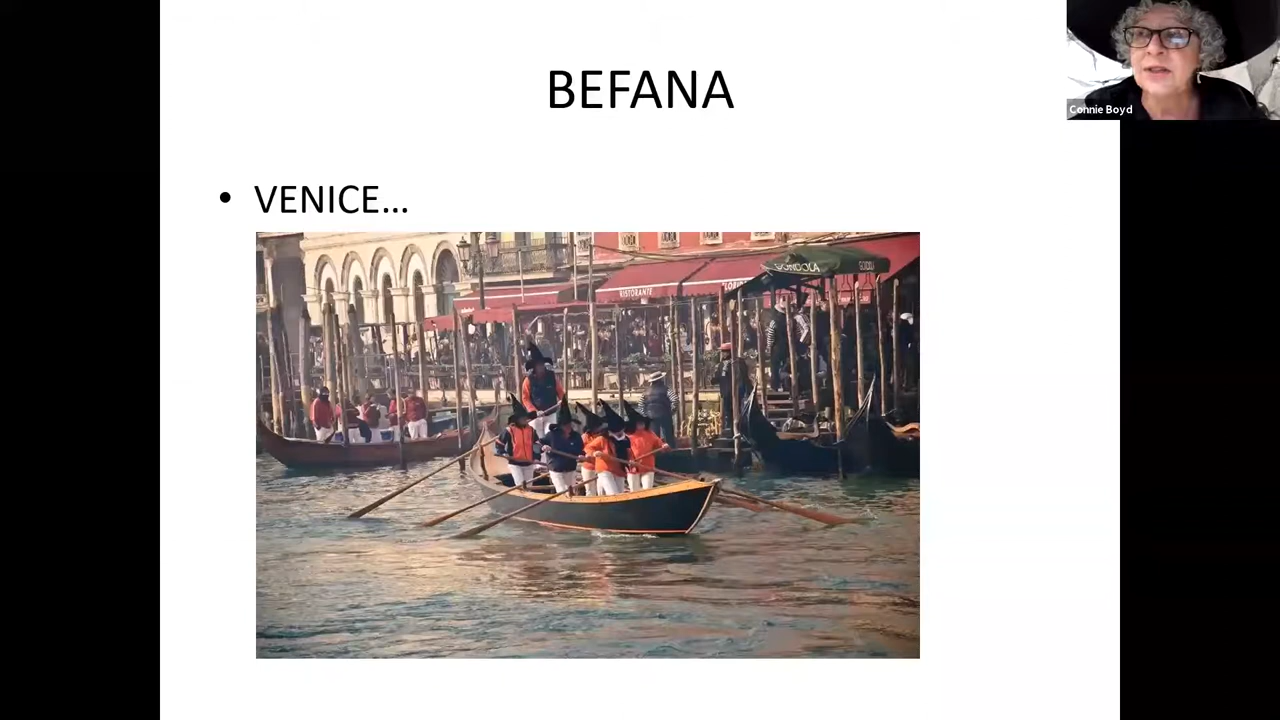 BEFANA
Connie Boyd
• VENICE...
GONDOLA
RISTORANTE